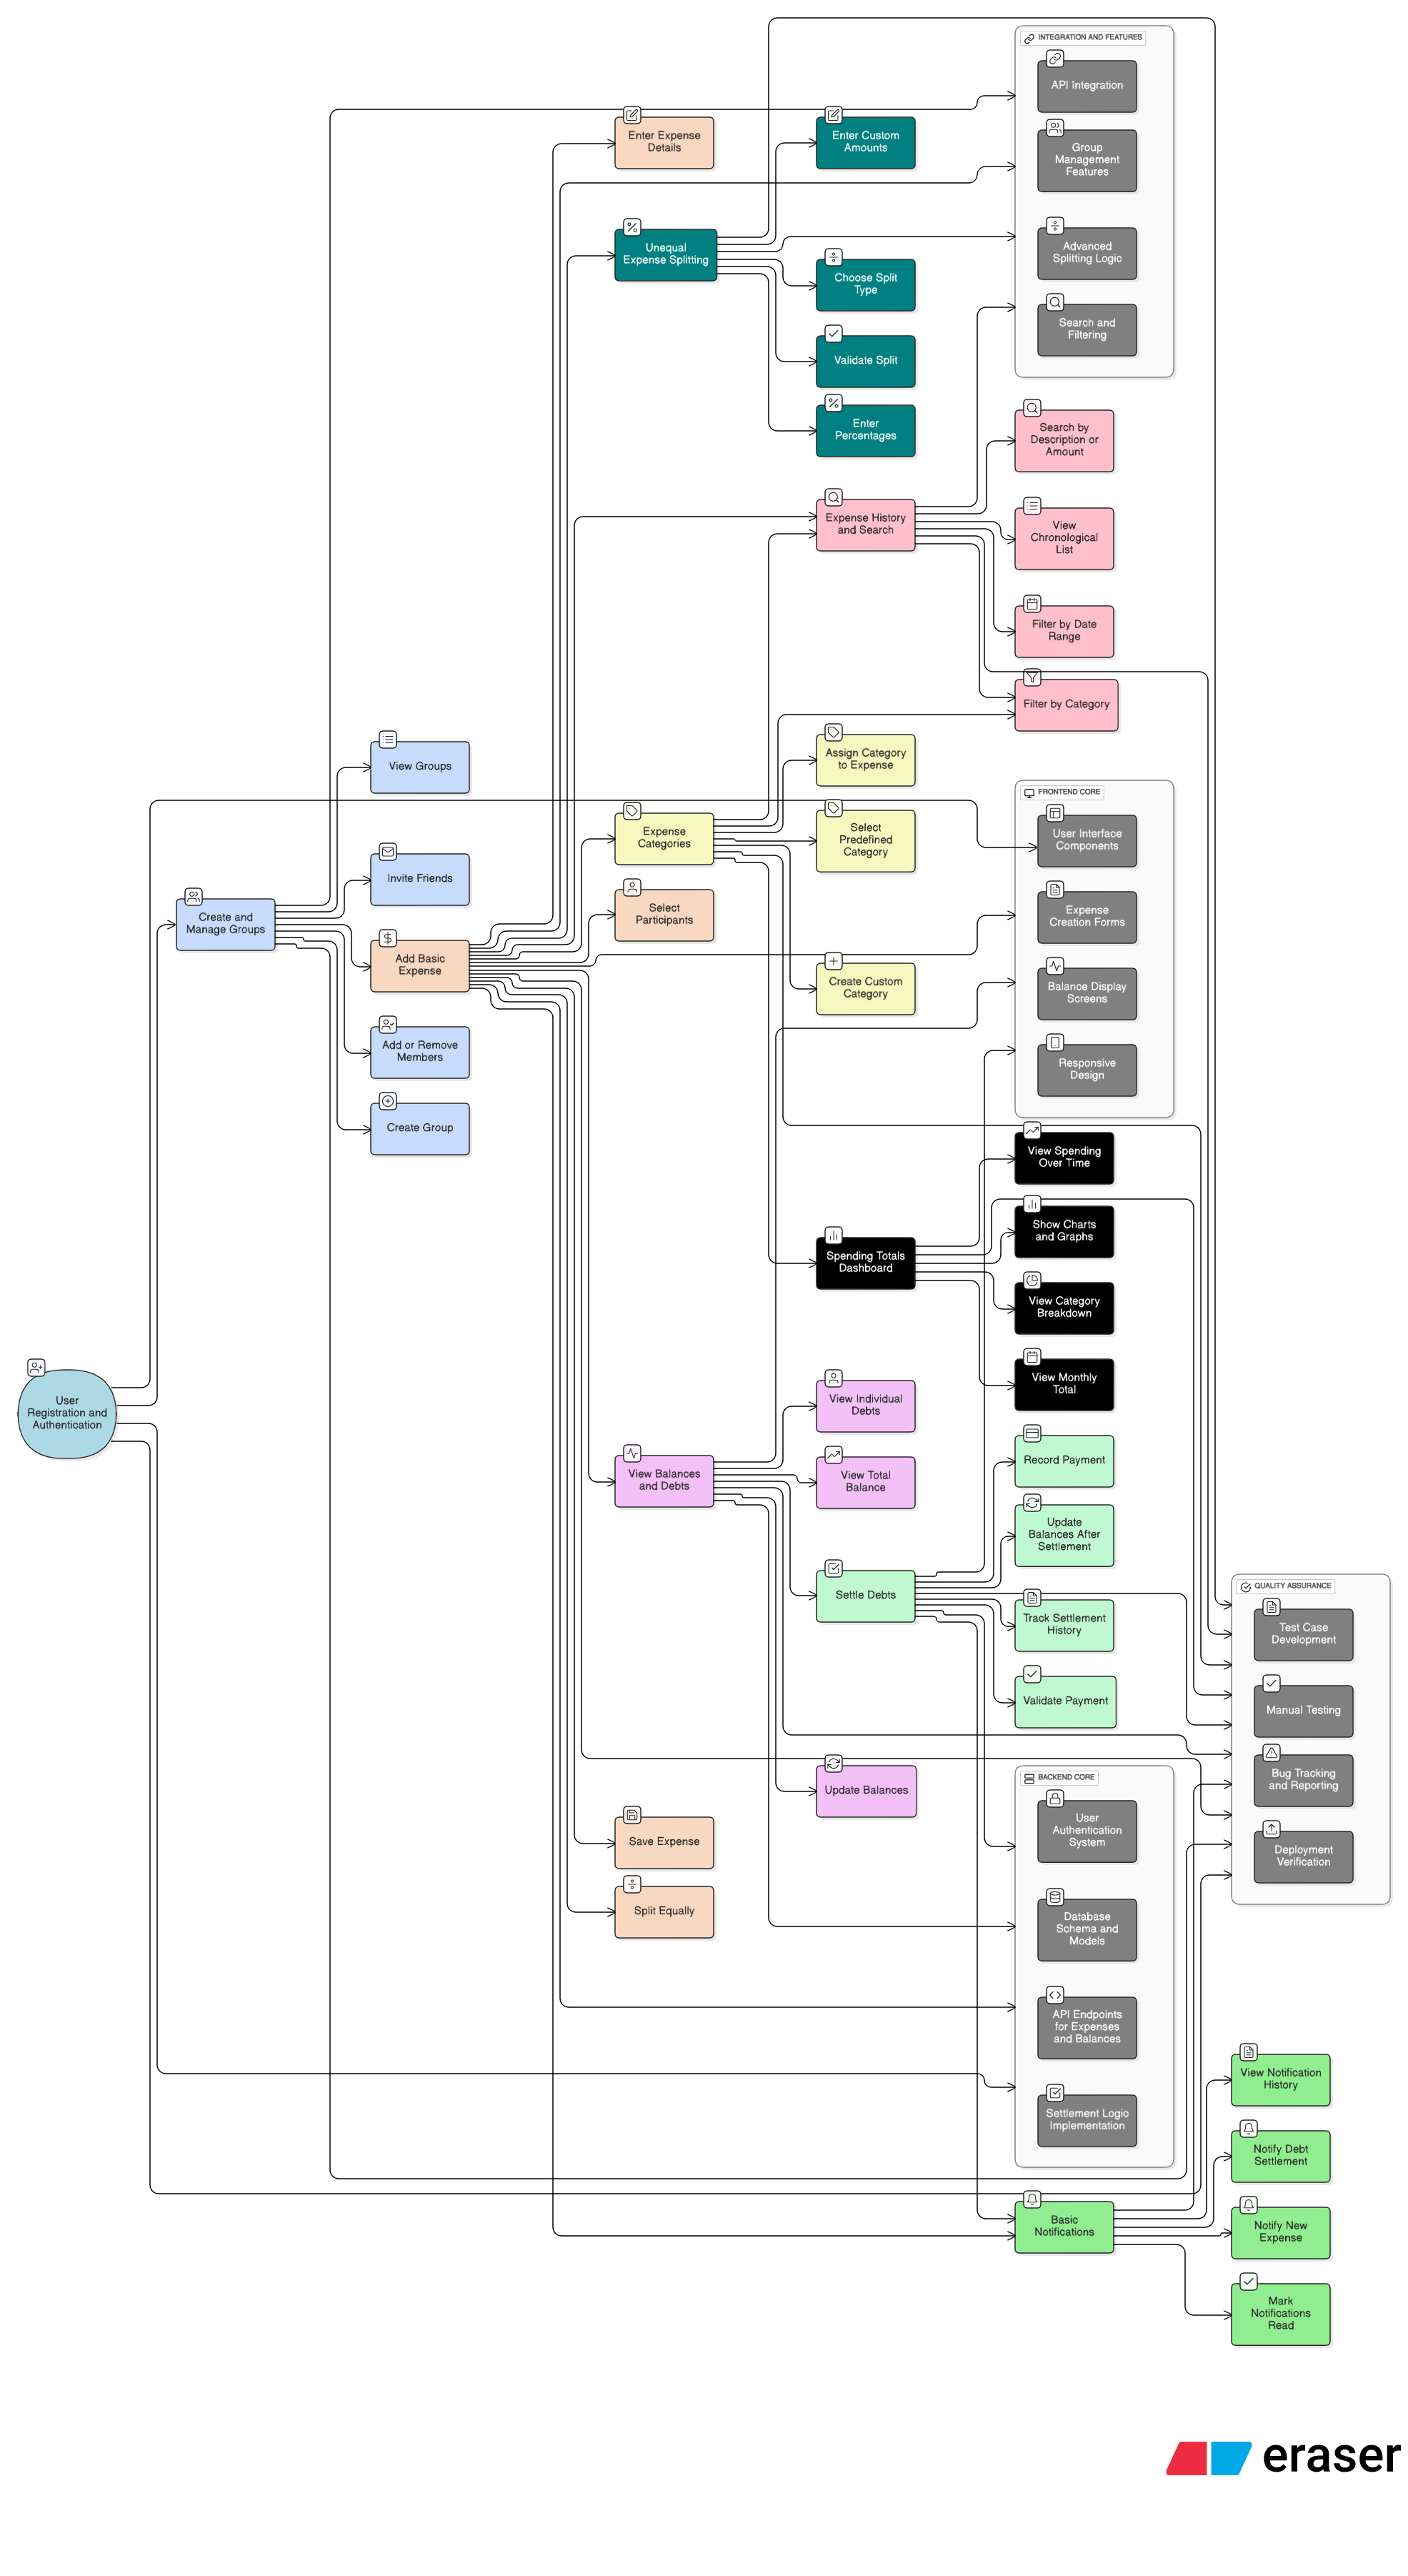 INTEGRATION AND FEATURES
API Integration
Group
Management
Features
Advanced
Splitting Logic
Search and
Filtering
Enter Expense
Details
Enter Custom
Amounts
Unequal
Expense Splitting
Choose Split
Type
Validate Split
Enter
Percentages
Expense History
and Search
Search by
Description or
Amount
View
Chronological
List
Filter by Date
Range
Filter by Category
View Groups
Invite Friends
Create and
Manage Groups
Add Basic
Expense
Add or Remove
Members
Create Group
Expense
Categories
Select
Participants
Assign Category
to Expense
Select
Predefined
Category
Create Custom
Category
FRONTEND CORE
User Interface
Components
Expense
Creation Forms
Balance Display
Screens
Responsive
Design
View Spending
Over Time
Show Charts
and Graphs
Spending Totals
Dashboard
View Category
Breakdown
View Monthly
Total
User
Registration and
Authentication
View Individual
Debts
View Balances
and Debts
View Total
Balance
Settle Debts
Record Payment
Update
Balances After
Settlement
Track Settlement
History
Validate Payment
Update Balances
Save Expense
Split Equally
QUALITY ASSURANCE
Test Case
Development
Manual Testing
Bug Tracking
and Reporting
Deployment
Verification
BACKEND CORE
User
Authentication
System
Database
Schema and
Models
API Endpoints
for Expenses
and Balances
Settlement Logic
Implementation
Basic
Notifications
View Notification
History
Notify Debt
Settlement
Notify New
Expense
Mark
Notifications
Read
eraser